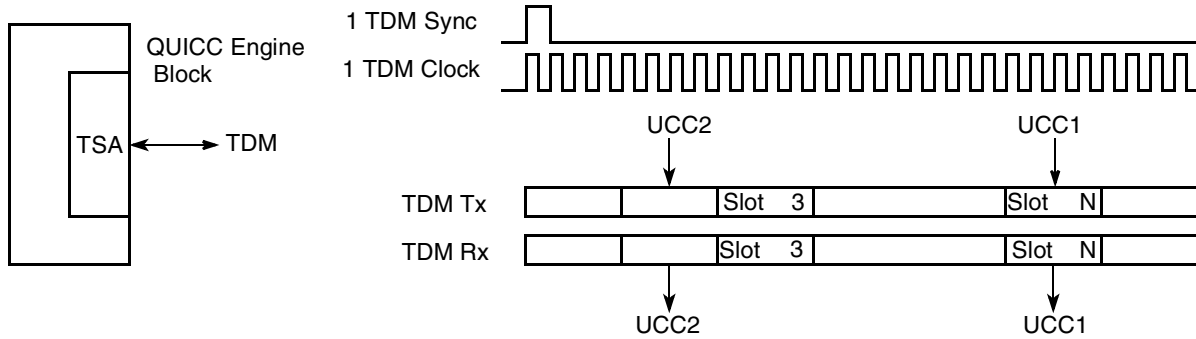 QUICC Engine
Block
TSA
TDM
1 TDM Sync
1 TDM Clock
UCC2 UCC1
TDM Tx Slot 3 Slot N
TDM Rx Slot 3 Slot N
UCC2 UCC1